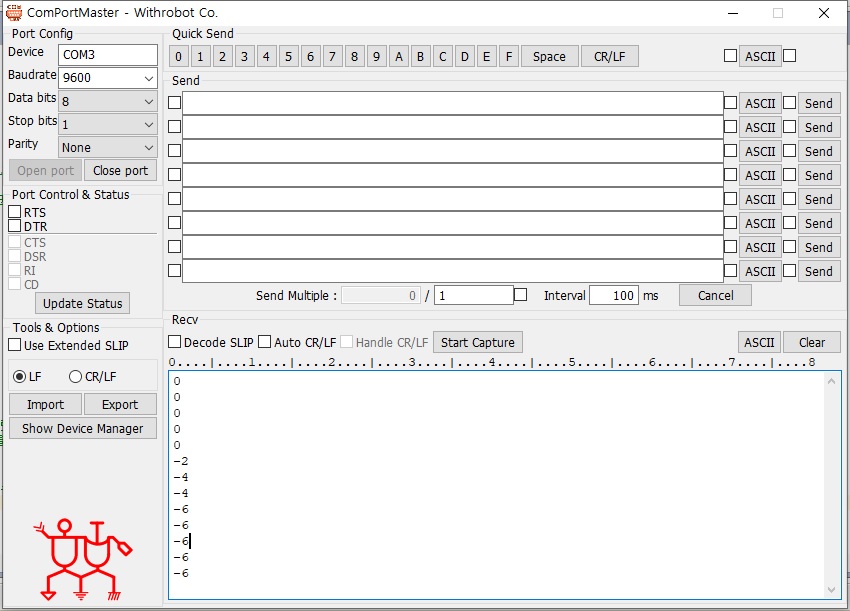 ComPortMaster - Withrobot Co.
Port Config
Device COM3
Baudrate 9600
Data bits 8
Stop bits 1
Parity None
Open port Close port
Port Control & Status
RTS
DTR
CTS
DSR
RI
CD
Update Status
Tools & Options
Use Extended SLIP
LF CR/LF
Import Export
Show Device Manager
Quick Send
0 1 2 3 4 5 6 7 8 9 A B C D E F Space CR/LF ASCII
Send
ASCII Send
ASCII Send
ASCII Send
ASCII Send
ASCII Send
ASCII Send
ASCII Send
ASCII Send
Send Multiple : 0 / 1 Interval 100 ms Cancel
Recv
Decode SLIP Auto CR/LF Handle CR/LF Start Capture ASCII Clear
0....|....1....|....2....|....3....|....4....|....5....|....6....|....7....|....8
0
0
0
0
0
-2
-4
-4
-6
-6
-6
-6
-6